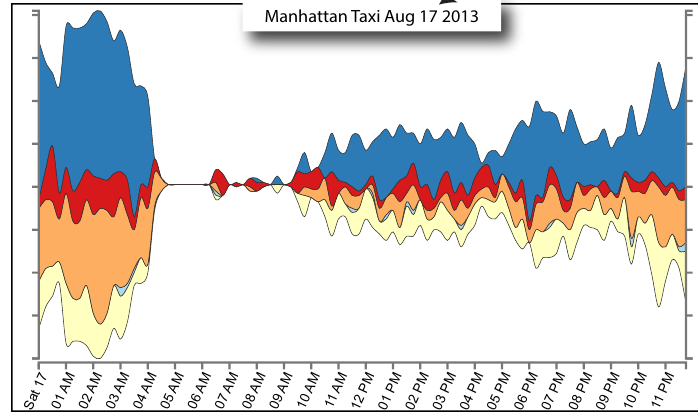 Manhattan Taxi Aug 17 2013
Sat 17
01 AM
02 AM
03 AM
04 AM
05 AM
06 AM
07 AM
08 AM
09 AM
10 AM
11 AM
12 PM
01 PM
02 PM
03 PM
04 PM
05 PM
06 PM
07 PM
08 PM
09 PM
10 PM
11 PM